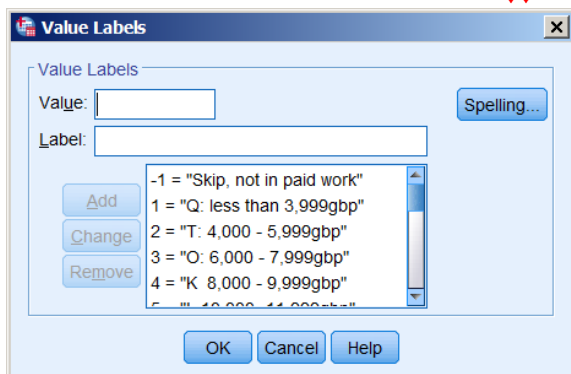 Value Labels
Value Labels
Value:
Spelling...
Label:
-1 = "Skip, not in paid work"
Add
1 = "Q: less than 3,999gbp"
2 = "T: 4,000 - 5,999gbp"
Change
3 = "O: 6,000 - 7,999gbp"
Remove
4 = "K 8,000 - 9,999gbp"
OK
Cancel
Help